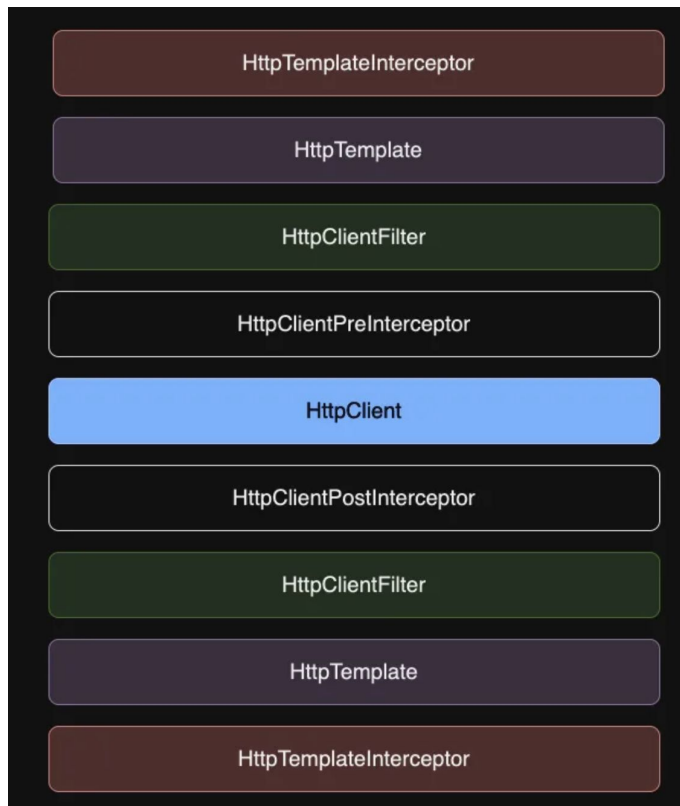 HttpTemplateInterceptor
HttpTemplate
HttpClientFilter
HttpClientPreInterceptor
HttpClient
HttpClientPostInterceptor
HttpClientFilter
HttpTemplate
HttpTemplateInterceptor